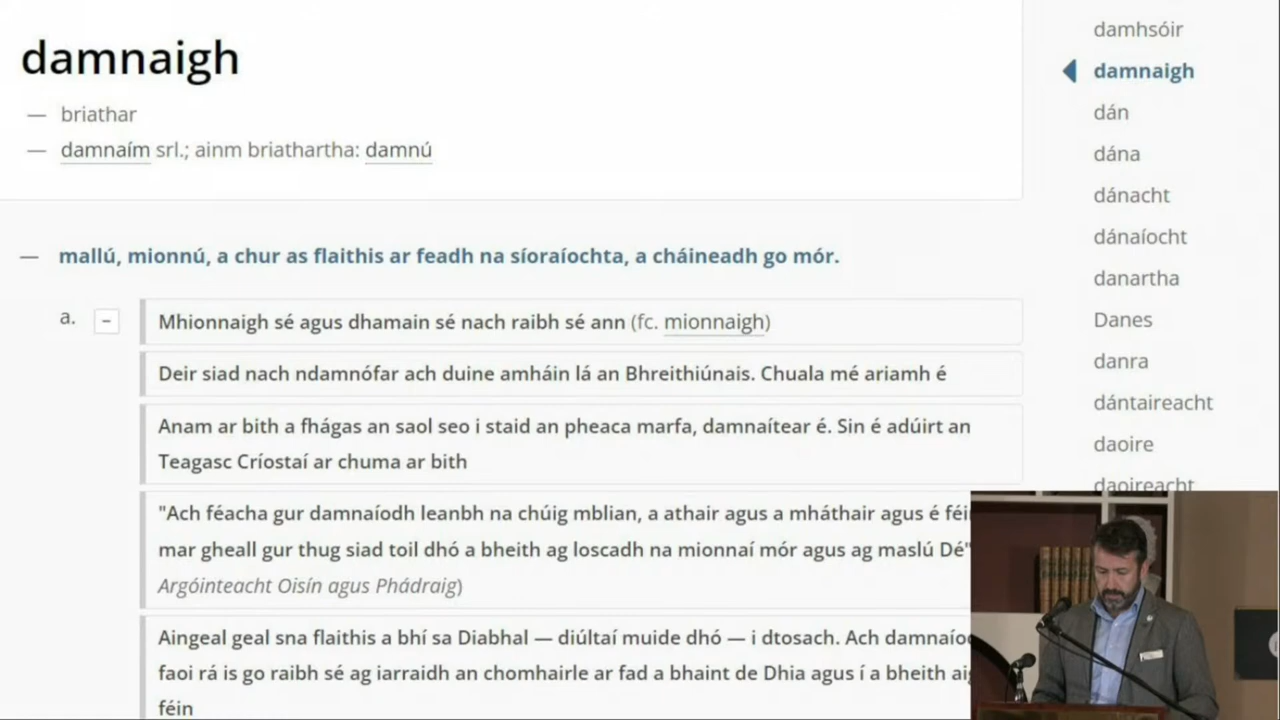 damnaigh
— briathar
— damnaím srl.; ainm briathartha: damnú
— mallú, mionnú, a chur as flaithis ar feadh na síoraíochta, a cháineadh go mór.
a. – Mhionnaigh sé agus dhamain sé nach raibh sé ann (fc. mionnaigh)
Deir siad nach ndamnófar ach duine amháin lá an Bhreithiúnais. Chuala mé ariamh é
Anam ar bith a fhágas an saol seo i staid an pheaca marfa, damnaítear é. Sin é adúirt an
Teagasc Críostaí ar chuma ar bith
"Ach féacha gur damnaíodh leanbh na chúig mblian, a athair agus a mháthair agus é féi
mar gheall gur thug siad toil dhó a bheith ag loscadh na mionnaí mór agus ag maslú Dé"
Argóinteacht Oisín agus Phádraig)
Aingeal geal sna flaithis a bhí sa Diabhal — diúltaí muide dhó — i dtosach. Ach damnaío
faoi rá is go raibh sé ag iarraidh an chomhairle ar fad a bhaint de Dhia agus í a bheith aig
féin
damhsóir
damnaigh
dán
dána
dánacht
dánaíocht
danartha
Danes
danra
dántaireacht
daoire
daoireacht